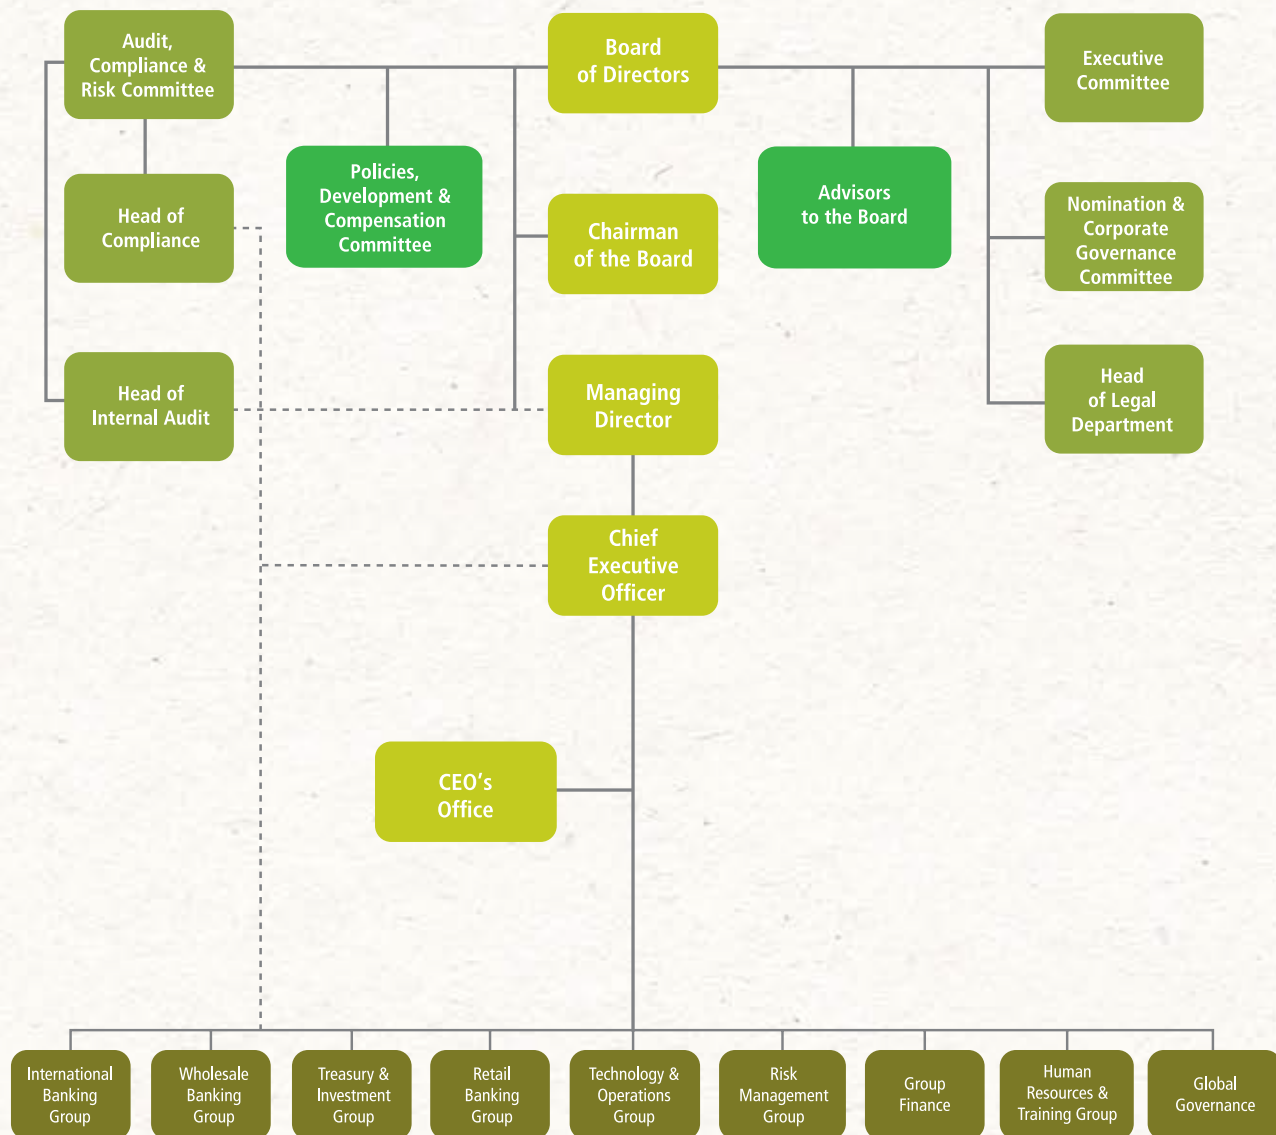 Audit,
Compliance &
Risk Committee
Board
of Directors
Executive
Committee
Policies,
Development &
Compensation
Committee
Advisors
to the Board
Head of
Compliance
Chairman
of the Board
Nomination &
Corporate
Governance
Committee
Head of
Internal Audit
Managing
Director
Head
of Legal
Department
Chief
Executive
Officer
CEO's
Office
International
Banking
Group
Wholesale
Banking
Group
Treasury &
Investment
Group
Retail
Banking
Group
Technology &
Operations
Group
Risk
Management
Group
Group
Finance
Human
Resources &
Training Group
Global
Governance